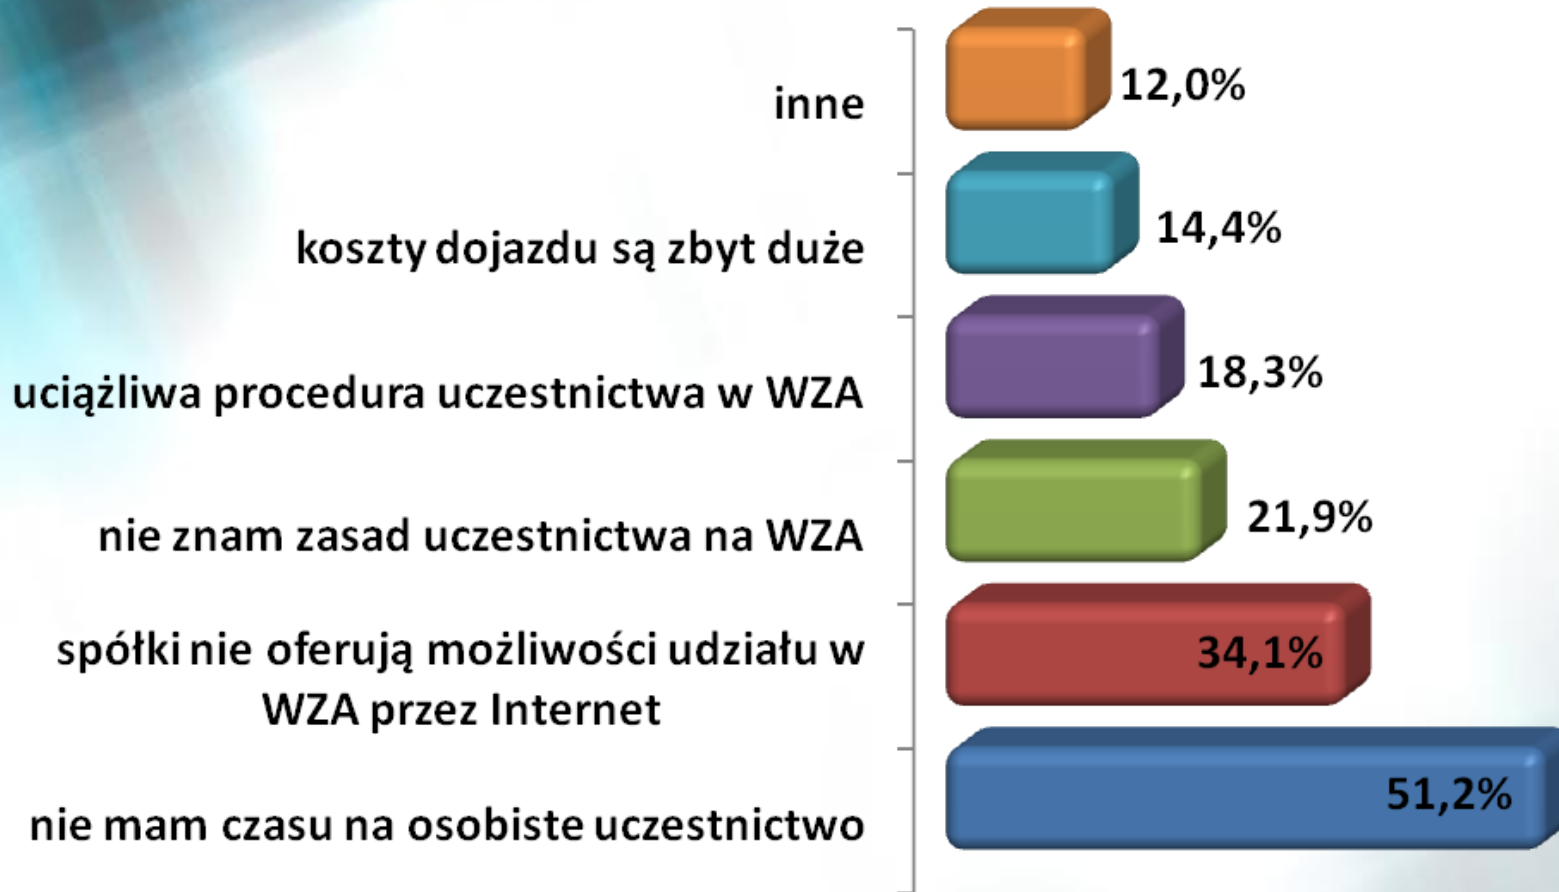 inne
12,0%
koszty dojazdu są zbyt duże
14,4%
uciążliwa procedura uczestnictwa w WZA
18,3%
nie znam zasad uczestnictwa na WZA
21,9%
spółki nie oferują możliwości udziału w
WZA przez Internet
34,1%
nie mam czasu na osobiste uczestnictwo
51,2%